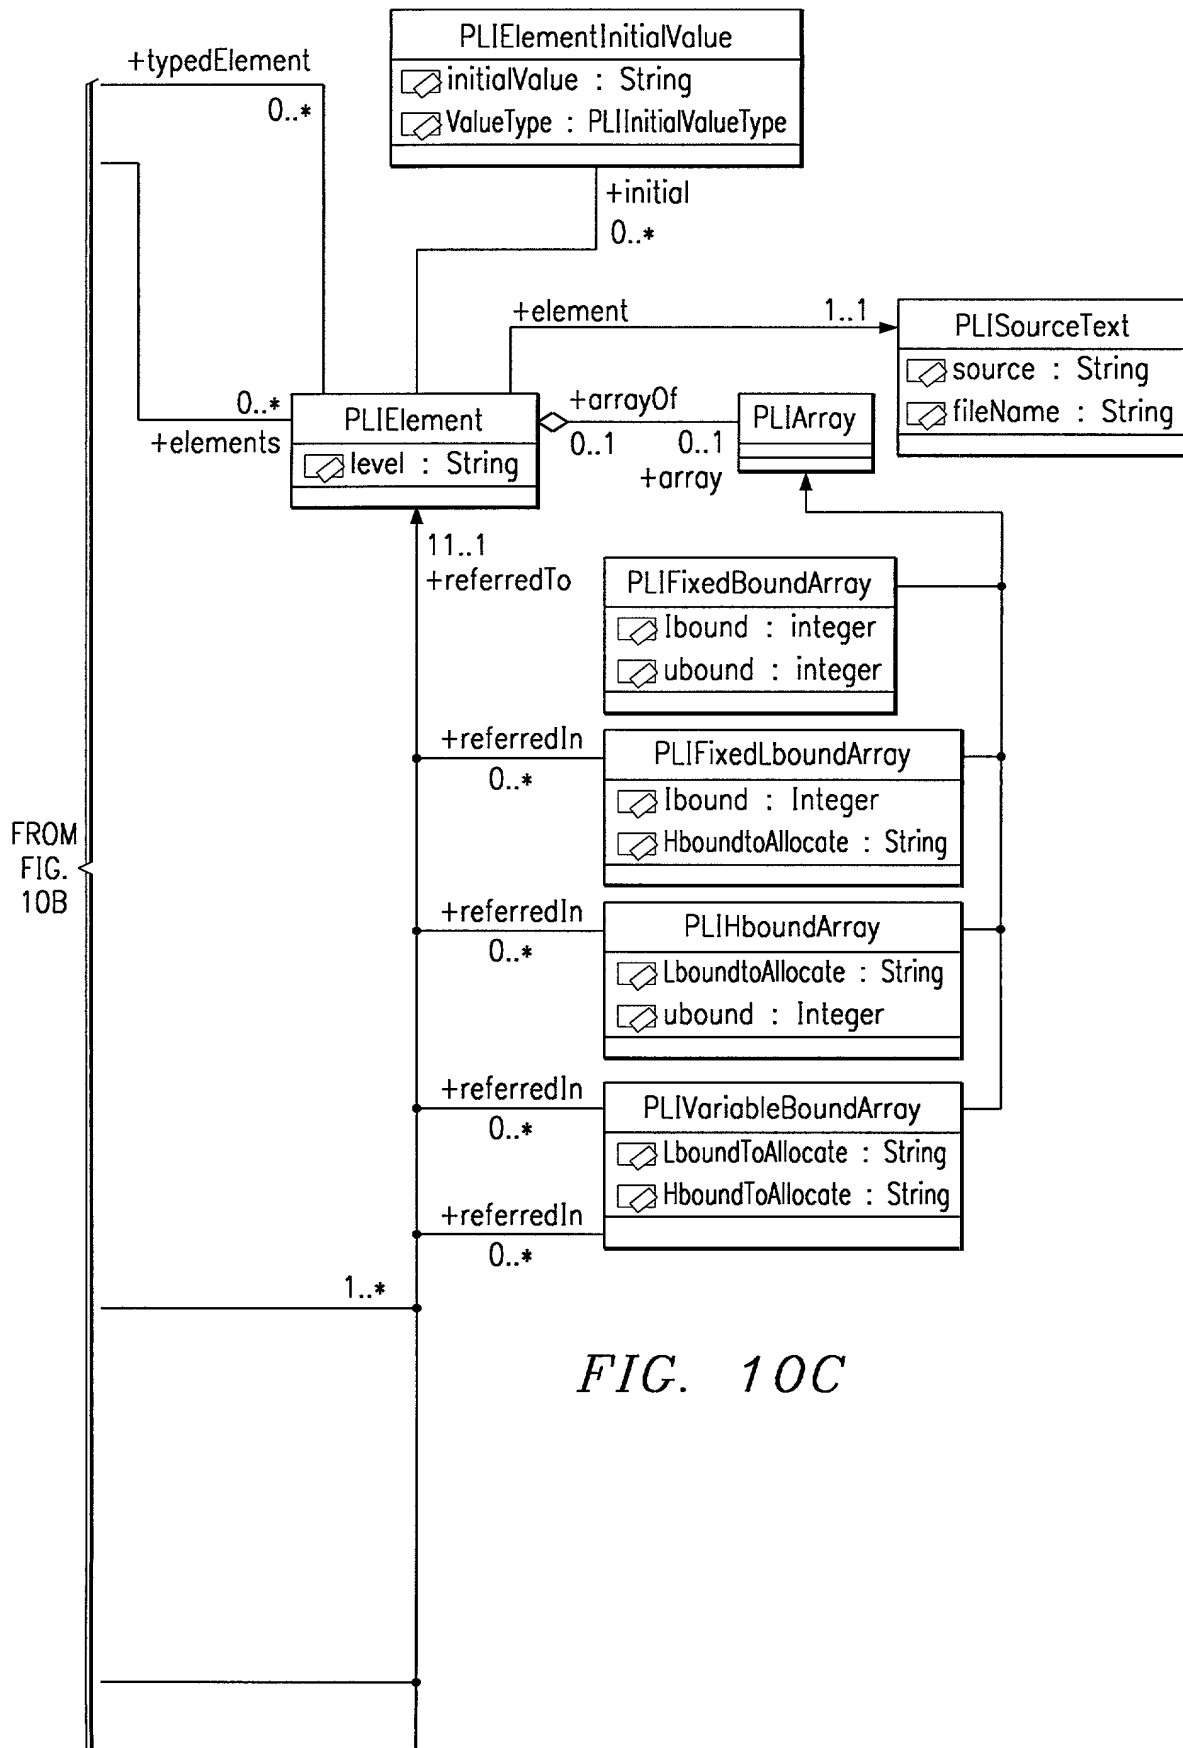 PLIElementInitialValue
initialValue : String
ValueType : PLIInitialValueType
+typedElement
0..*
+initial
0..*
+element
1..1
PLISourceText
source : String
fileName : String
0..*
+elements
PLIElement
level : String
+arrayOf
0..1
0..1
+array
PLIArray
11..1
+referredTo
PLIFixedBoundArray
Ibound : integer
ubound : integer
+referredIn
0..*
PLIFixedLboundArray
Ibound : Integer
HboundtoAllocate : String
FROM
FIG.
10B
+referredIn
0..*
PLIHboundArray
LboundtoAllocate : String
ubound : Integer
+referredIn
0..*
PLIVariableBoundArray
LboundToAllocate : String
HboundToAllocate : String
+referredIn
0..*
1..*
FIG. 10C